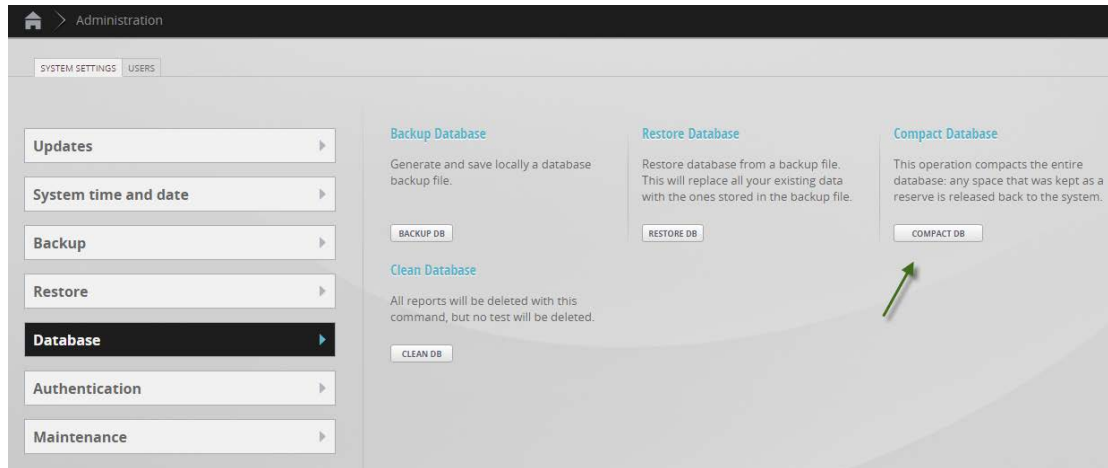 Administration
SYSTEM SETTINGS USERS
Updates
System time and date
Backup
Restore
Database
Authentication
Maintenance
Backup Database
Generate and save locally a database
backup file.
BACKUP DB
Restore Database
Restore database from a backup file.
This will replace all your existing data
with the ones stored in the backup file.
RESTORE DB
Compact Database
This operation compacts the entire
database: any space that was kept as a
reserve is released back to the system.
COMPACT DB
Clean Database
All reports will be deleted with this
command, but no test will be deleted.
CLEAN DB